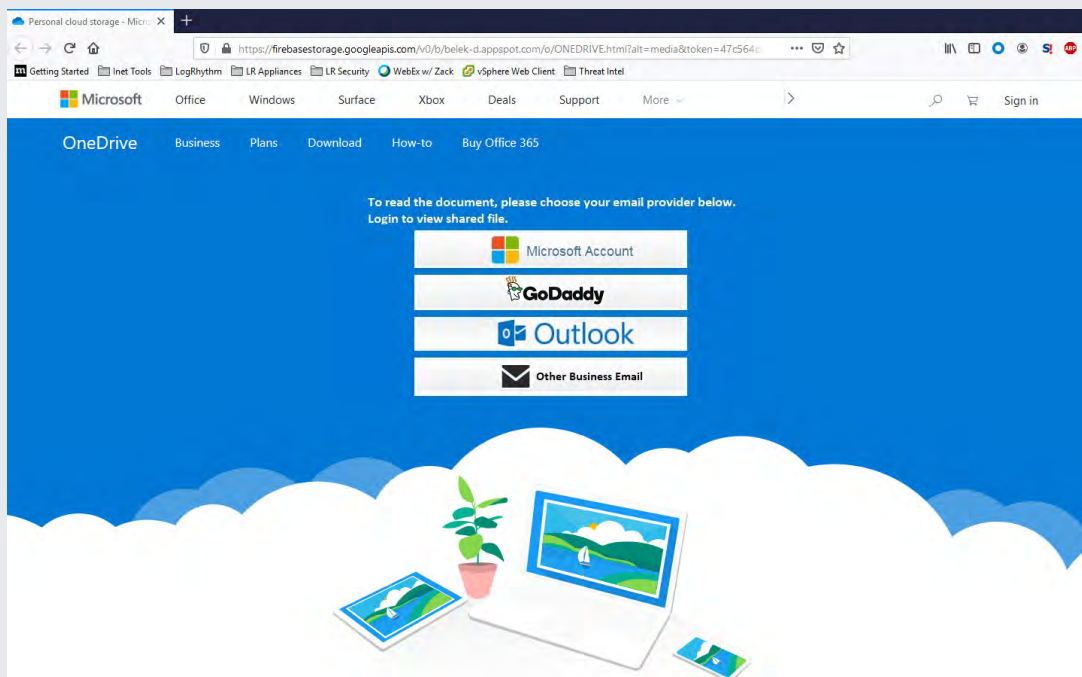 Personal cloud storage - Micro
https://firebasestorage.googleapis.com/v0/b/belek-d.appspot.com/o/ONEDRIVE.html?alt=media&token=47c564
Getting Started Inet Tools LogRhythm LR Appliances LR Security WebEx w/ Zack vSphere Web Client Threat Intel
Microsoft Office Windows Surface Xbox Deals Support More Sign in
OneDrive Business Plans Download How-to Buy Office 365
To read the document, please choose your email provider below.
Login to view shared file.
Microsoft Account
GoDaddy
Outlook
Other Business Email